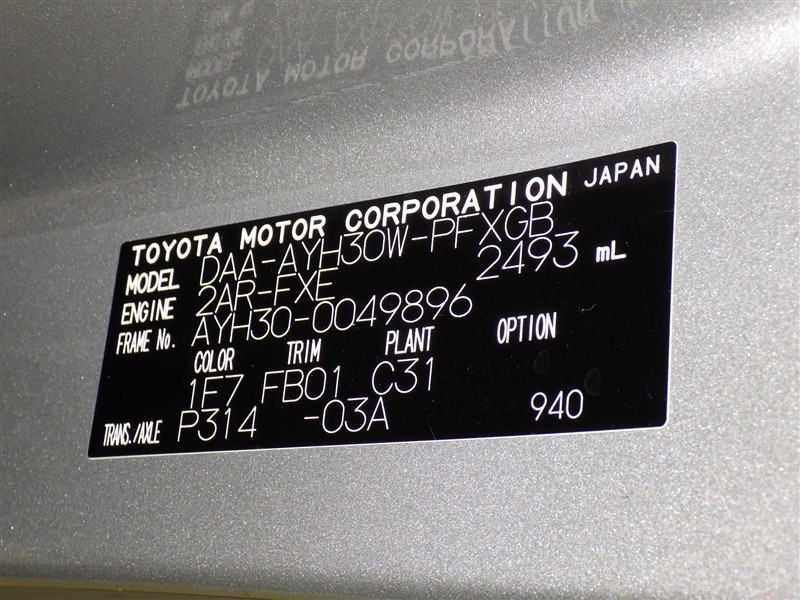 TOYOTA MOTOR CORPORATION JAPAN
MODEL DAA-AYH30W-PFXGB
ENGINE 2AR-FXE 2493 mL
FRAME No. AYH30-0049896
COLOR TRIM PLANT OPTION
1F7 FB01 C31
TRANS./AXLE P314 -03A 940